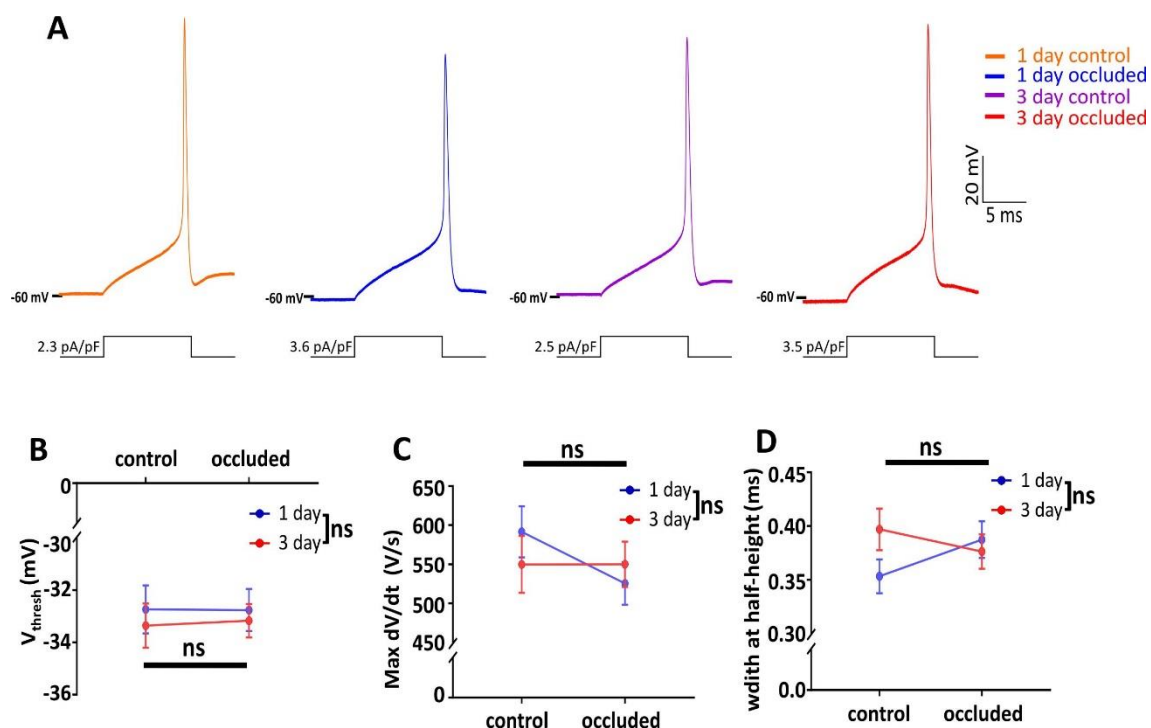 A
1 day control
1 day occluded
3 day control
3 day occluded
20 mV
5 ms
-60 mV
-60 mV
-60 mV
-60 mV
2.3 pA/pF
3.6 pA/pF
2.5 pA/pF
3.5 pA/pF
B
control occluded
0
-30
-32
-33
-34
-36
Vthresh (mV)
1 day
3 day
ns
ns
C
ns
650
600
550
500
450
0
Max dV/dt (V/s)
1 day
3 day
ns
control occluded
D
ns
0.45
0.40
0.35
0.30
0.0
wdith at half-height (ms)
1 day
3 day
ns
control occluded